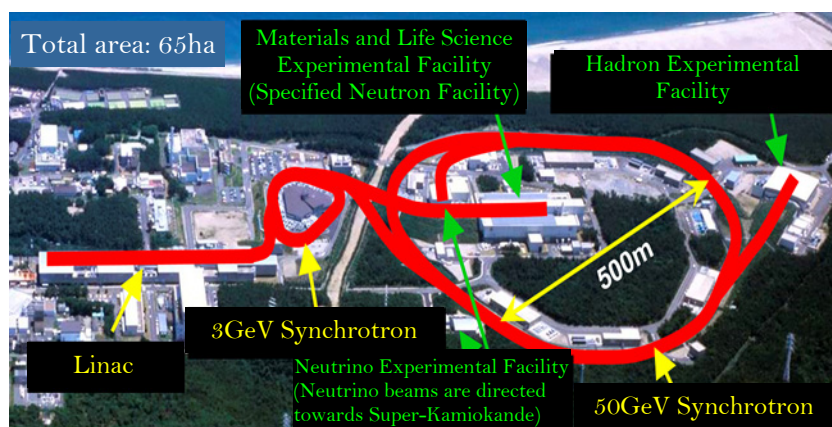 Total area: 65ha
Materials and Life Science
Experimental Facility
(Specified Neutron Facility)
Hadron Experimental
Facility
500m
3GeV Synchrotron
Linac
Neutrino Experimental Facility
(Neutrino beams are directed
towards Super-Kamiokande)
50GeV Synchrotron